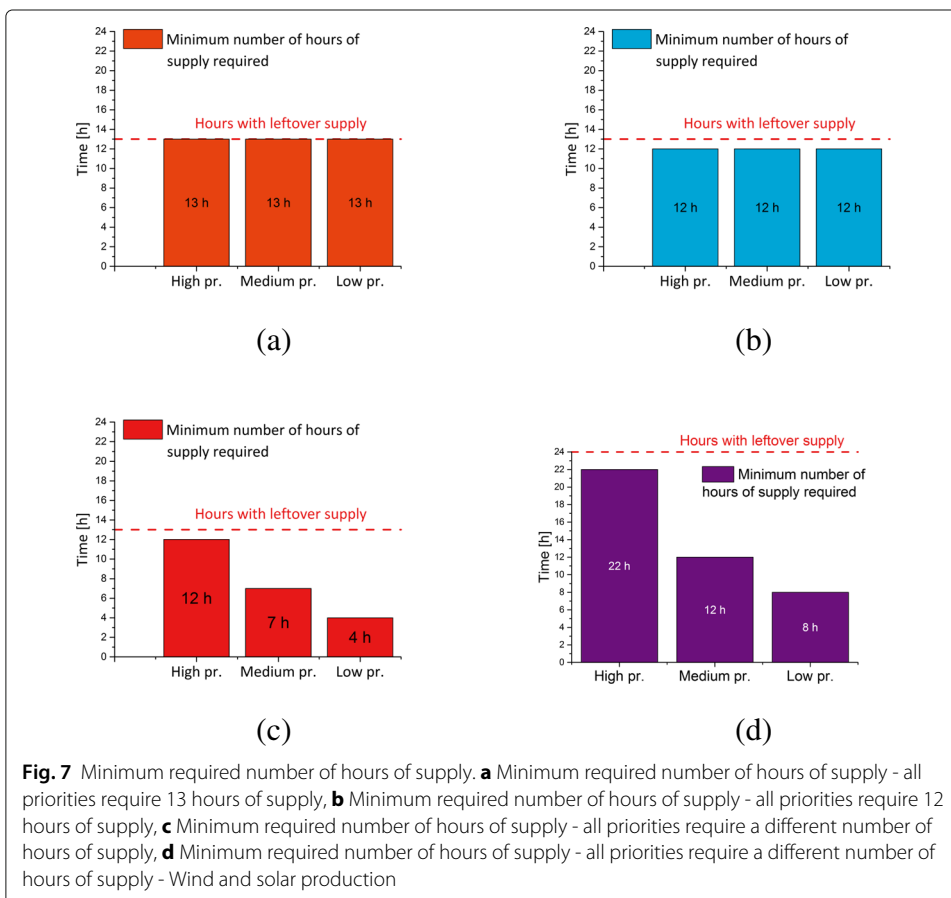 Minimum number of hours of
supply required
Hours with leftover supply
Time [h]
24
22
20
18
16
14
12
10
8
6
4
2
0
13 h
13 h
13 h
High pr.
Medium pr.
Low pr.
(a)
Minimum number of hours of
supply required
Hours with leftover supply
Time [h]
24
22
20
18
16
14
12
10
8
6
4
2
0
12 h
12 h
12 h
High pr.
Medium pr.
Low pr.
(b)
Minimum number of hours of
supply required
Hours with leftover supply
Time [h]
24
22
20
18
16
14
12
10
8
6
4
2
0
12 h
7 h
4 h
High pr.
Medium pr.
Low pr.
(c)
Hours with leftover supply
Minimum number of
hours of supply required
Time [h]
24
22
20
18
16
14
12
10
8
6
4
2
0
22 h
12 h
8 h
High pr.
Medium pr.
Low pr.
(d)
Fig. 7 Minimum required number of hours of supply. a Minimum required number of hours of supply - all
priorities require 13 hours of supply, b Minimum required number of hours of supply - all priorities require 12
hours of supply, c Minimum required number of hours of supply - all priorities require a different number of
hours of supply, d Minimum required number of hours of supply - all priorities require a different number of
hours of supply - Wind and solar production